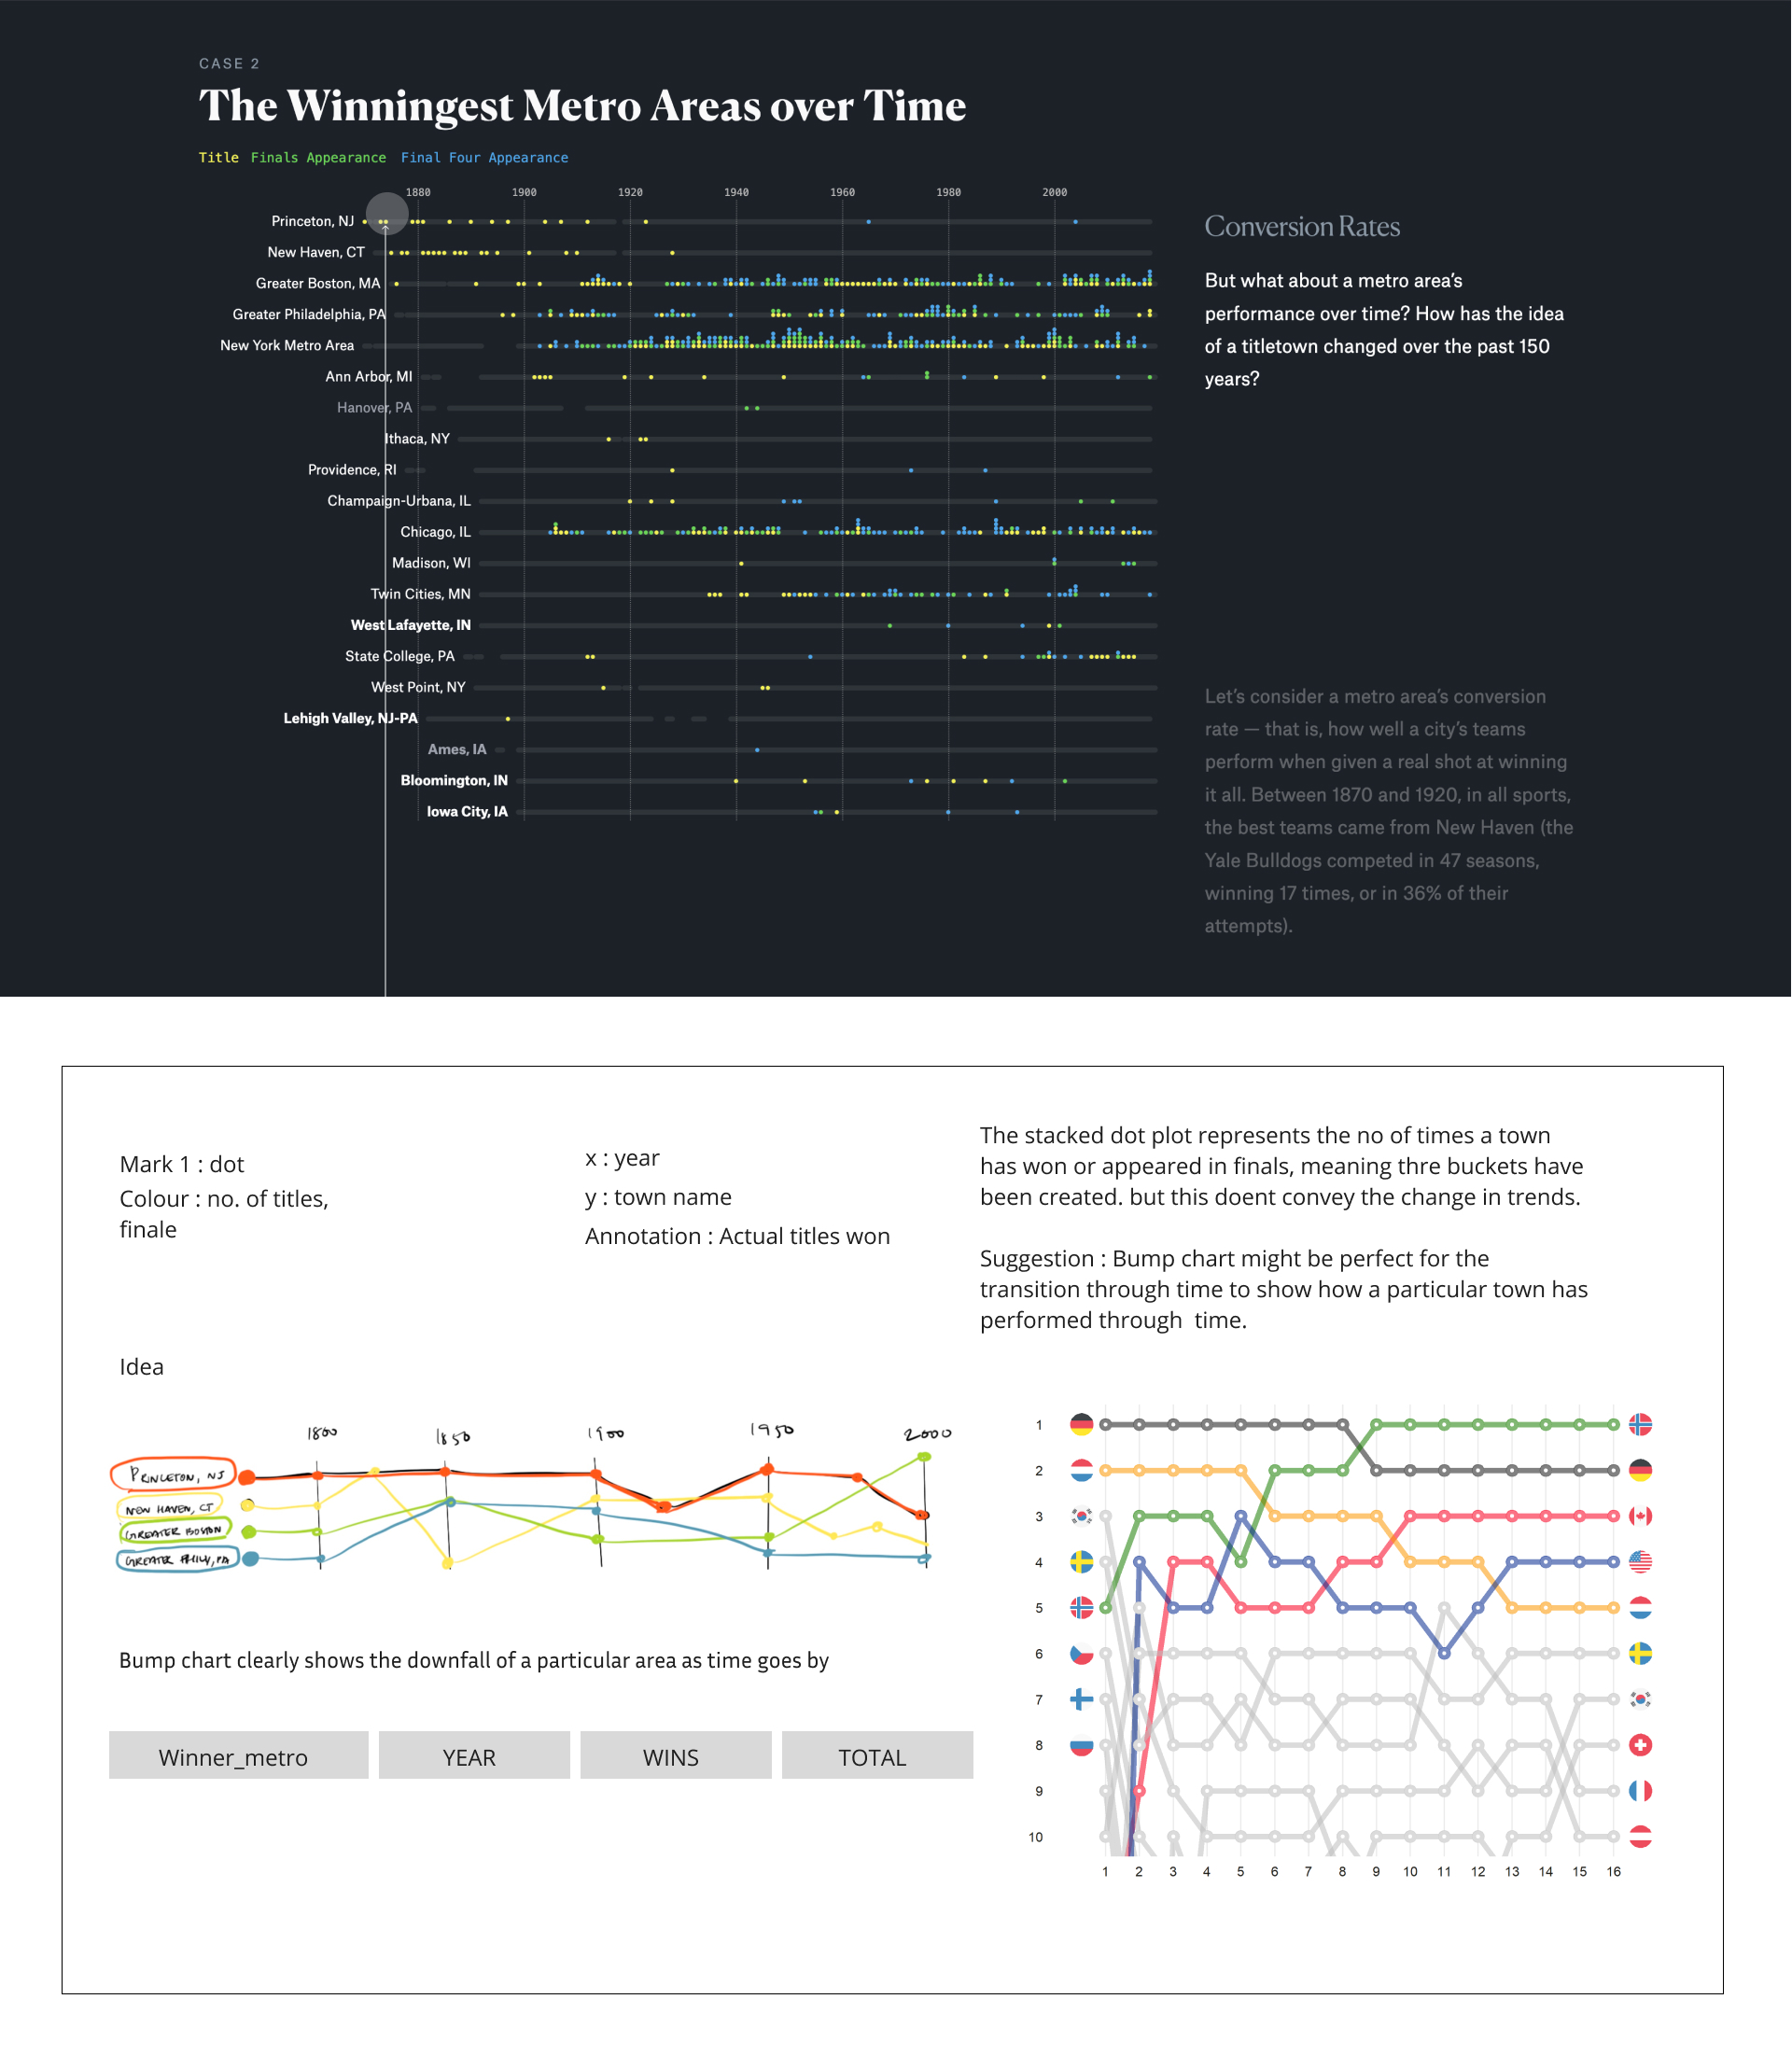 CASE 2
The Winningest Metro Areas over Time
Title Finals Appearance Final Four Appearance
1880 1900 1920 1940 1960 1980 2000
Princeton, NJ
New Haven, CT
Greater Boston, MA
Greater Philadelphia, PA
New York Metro Area
Ann Arbor, MI
Hanover, PA
Ithaca, NY
Providence, RI
Champaign-Urbana, IL
Chicago, IL
Madison, WI
Twin Cities, MN
West Lafayette, IN
State College, PA
West Point, NY
Lehigh Valley, NJ-PA
Ames, IA
Bloomington, IN
Iowa City, IA
Conversion Rates
But what about a metro area's
performance over time? How has the idea
of a titletown changed over the past 150
years?
Let's consider a metro area's conversion
rate — that is, how well a city's teams
perform when given a real shot at winning
it all. Between 1870 and 1920, in all sports,
the best teams came from New Haven (the
Yale Bulldogs competed in 47 seasons,
winning 17 times, or in 36% of their
attempts).
Mark 1 : dot
Colour : no. of titles,
finale
x : year
y : town name
Annotation : Actual titles won
The stacked dot plot represents the no of times a town
has won or appeared in finals, meaning thre buckets have
been created. but this doent convey the change in trends.
Suggestion : Bump chart might be perfect for the
transition through time to show how a particular town has
performed through  time.
Idea
1800 1850 1900 1950 2000
PRINCETON, NJ
NEW HAVEN, CT
GREATER BOSTON
GREATER PHILLY, PA
Bump chart clearly shows the downfall of a particular area as time goes by
Winner_metro YEAR WINS TOTAL
1
2
3
4
5
6
7
8
9
10
1 2 3 4 5 6 7 8 9 10 11 12 13 14 15 16